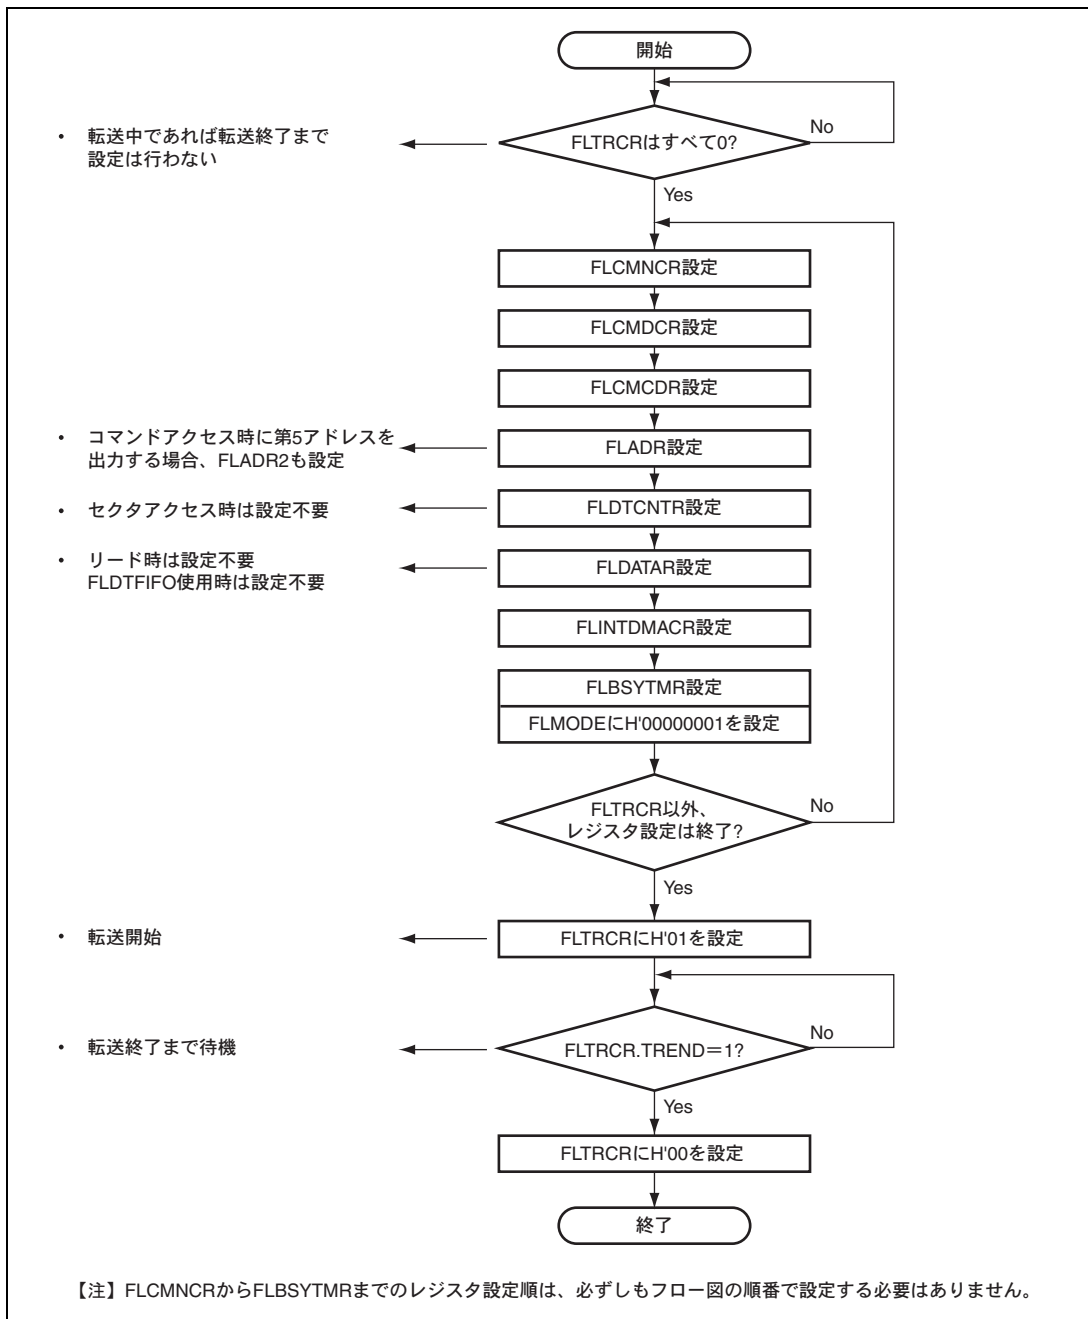 開始
・ 転送中であれば転送終了まで
設定は行わない
FLTRCRはすべて0?
No
Yes
FLCMNCR設定
FLCMDCR設定
FLCMCDR設定
・ コマンドアクセス時に第5アドレスを
出力する場合、FLADR2も設定
FLADR設定
・ セクタアクセス時は設定不要
FLDTCNTR設定
・ リード時は設定不要
FLDTFIFO使用時は設定不要
FLDATAR設定
FLINTDMACR設定
FLBSYTMR設定
FLMODEにH'00000001を設定
FLTRCR以外、
レジスタ設定は終了?
No
Yes
・ 転送開始
FLTRCRにH'01を設定
・ 転送終了まで待機
FLTRCR.TREND＝1?
No
Yes
FLTRCRにH'00を設定
終了
【注】FLCMNCRからFLBSYTMRまでのレジスタ設定順は、必ずしもフロー図の順番で設定する必要はありません。